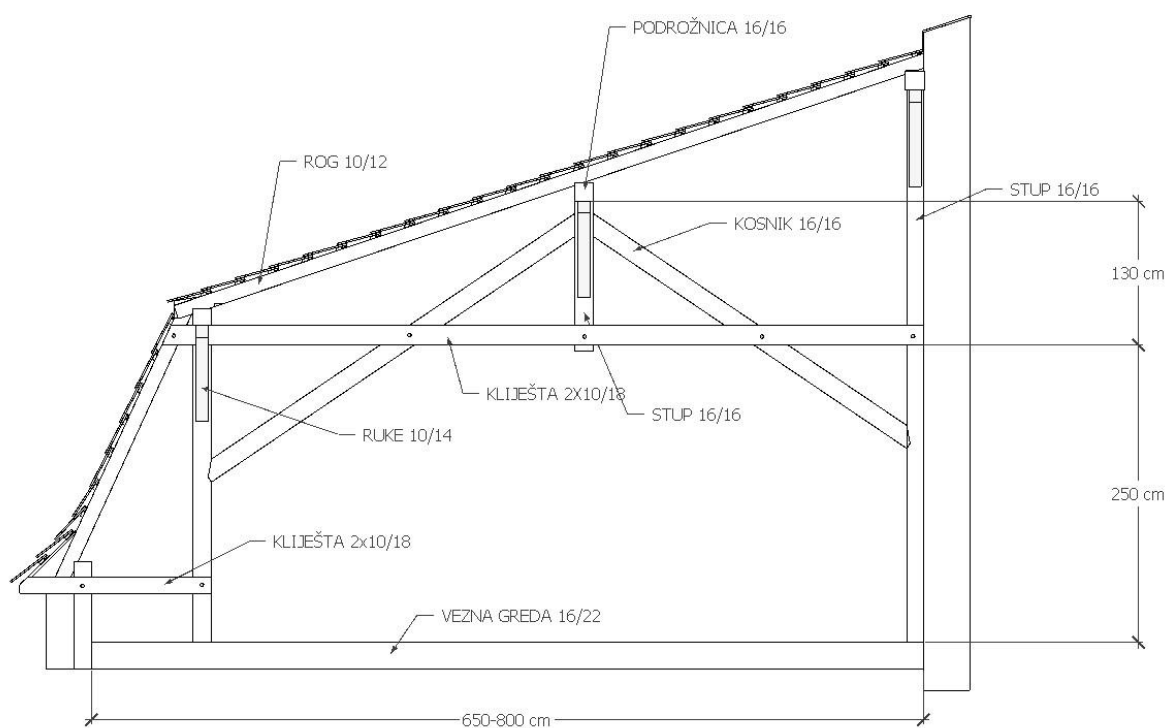 PODROŽNICA 16/16
ROG 10/12
STUP 16/16
KOSNIK 16/16
130 cm
KLIJEŠTA 2X10/18
STUP 16/16
RUKE 10/14
250 cm
KLIJEŠTA 2x10/18
VEZNA GREDA 16/22
650-800 cm